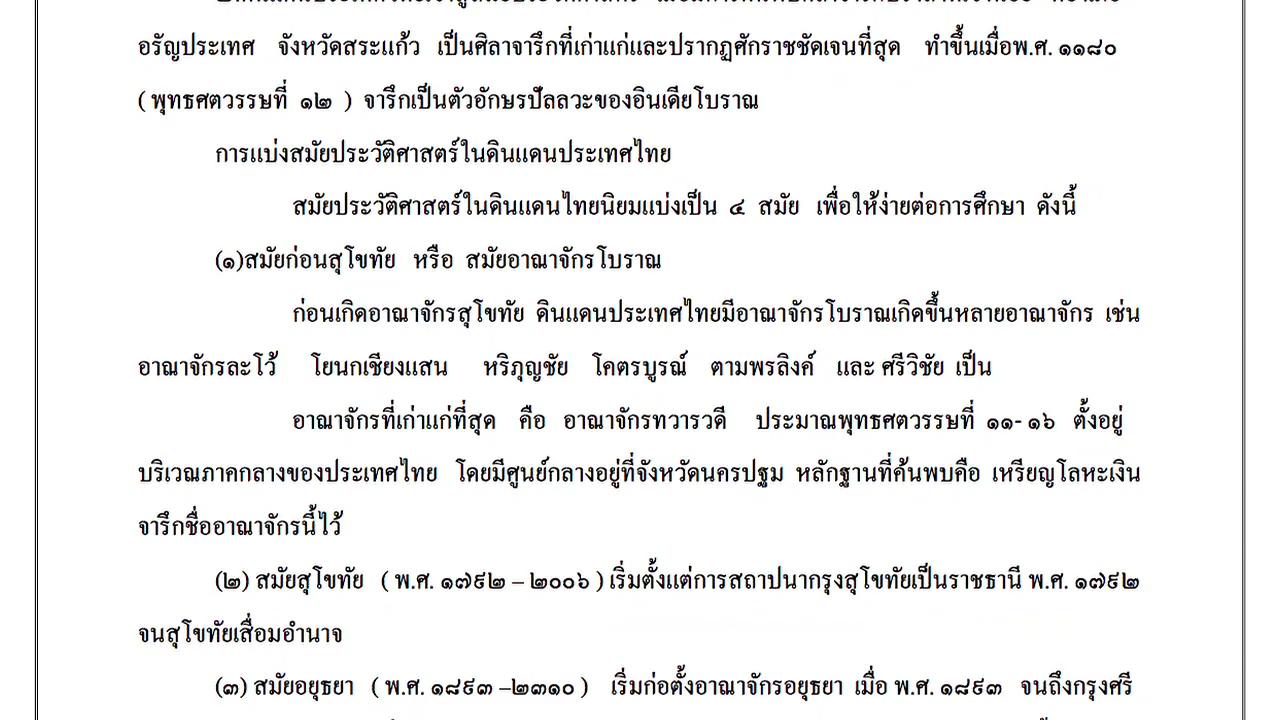 อรัญประเทศ จังหวัดสระแก้ว เป็นศิลาจารึกที่เก่าแก่และปรากฏศักราชชัดเจนที่สุด ทำขึ้นเมื่อพ.ศ. ๑๑๘๐
( พุทธศตวรรษที่ ๑๒ ) จารึกเป็นตัวอักษรปัลลวะของอินเดียโบราณ
การแบ่งสมัยประวัติศาสตร์ในดินแดนประเทศไทย
สมัยประวัติศาสตร์ในดินแดนไทยนิยมแบ่งเป็น ๔ สมัย เพื่อให้ง่ายต่อการศึกษา ดังนี้
(๑)สมัยก่อนสุโขทัย หรือ สมัยอาณาจักรโบราณ
ก่อนเกิดอาณาจักรสุโขทัย ดินแดนประเทศไทยมีอาณาจักรโบราณเกิดขึ้นหลายอาณาจักร เช่น
อาณาจักรละโว้ โยนกเชียงแสน หริภุญชัย โคตรบูรณ์ ตามพรลิงค์ และ ศรีวิชัย เป็น
อาณาจักรที่เก่าแก่ที่สุด คือ อาณาจักรทวารวดี ประมาณพุทธศตวรรษที่ ๑๑- ๑๖ ตั้งอยู่
บริเวณภาคกลางของประเทศไทย โดยมีศูนย์กลางอยู่ที่จังหวัดนครปฐม หลักฐานที่ค้นพบคือ เหรียญโลหะเงิน
จารึกชื่ออาณาจักรนี้ไว้
(๒) สมัยสุโขทัย ( พ.ศ. ๑๗๙๒ – ๒๐๐๖ ) เริ่มตั้งแต่การสถาปนากรุงสุโขทัยเป็นราชธานี พ.ศ. ๑๗๙๒
จนสุโขทัยเสื่อมอำนาจ
(๓) สมัยอยุธยา ( พ.ศ. ๑๘๙๓ –๒๓๑๐ ) เริ่มก่อตั้งอาณาจักรอยุธยา เมื่อ พ.ศ. ๑๘๙๓ จนถึงกรุงศรี